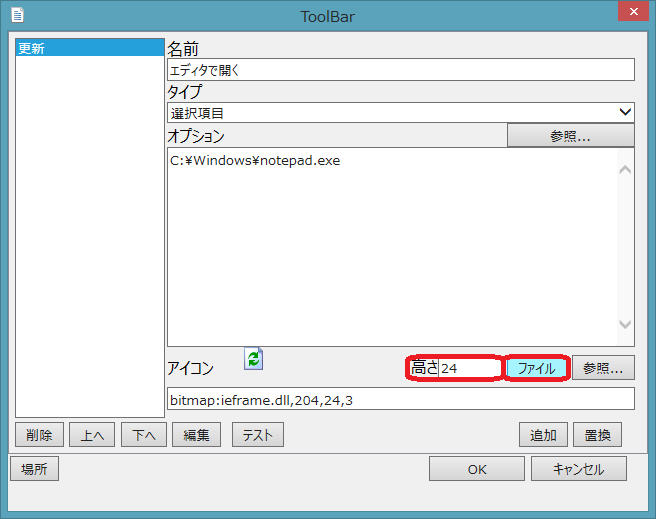 ToolBar
更新
名前
エディタで開く
タイプ
選択項目
オプション
参照...
C:¥Windows¥notepad.exe
アイコン
高さ 24
ファイル
参照...
bitmap:ieframe.dll,204,24,3
削除
上へ
下へ
編集
テスト
追加
置換
場所
OK
キャンセル